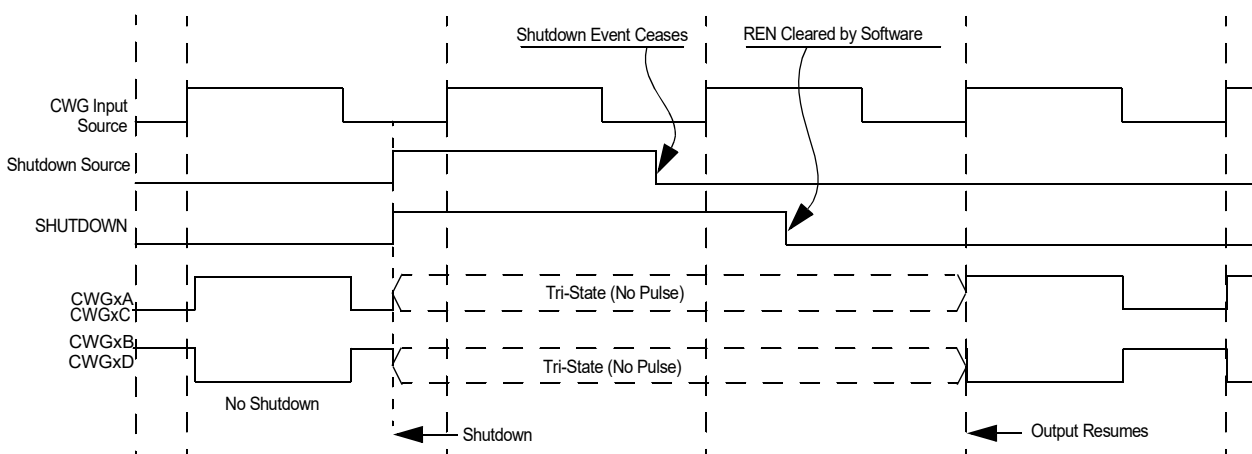 Shutdown Event Ceases
REN Cleared by Software
CWG Input
Source
Shutdown Source
SHUTDOWN
CWGxA
CWGxC
Tri-State (No Pulse)
CWGxB
CWGxD
Tri-State (No Pulse)
No Shutdown
Shutdown
Output Resumes